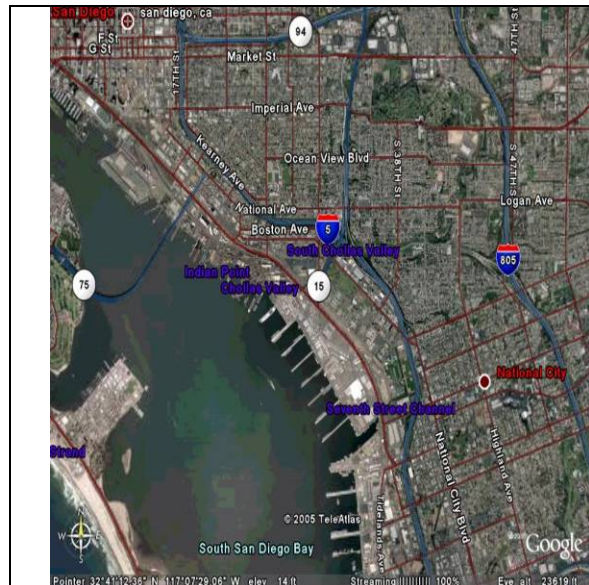 San Diego
san diego, ca
F St
G St
94
17TH St
Market St
47TH St
Imperial Ave
Kearney Ave
Ocean View Blvd
S 38TH St
S 47TH St
National Ave
Logan Ave
Boston Ave
5
South Chollas Valley
805
Indian Point
Chollas Valley
75
15
National City
Seventh Street Channel
Strand
National City Blvd
Highland Ave
Tideland Ave
© 2005 TeleAtlas
South San Diego Bay
N
Google
Pointer 32°41'12.36" N 117°07'29.06" W elev 14 ft
Streaming |||||||||| 100%
Eye alt 23619 ft